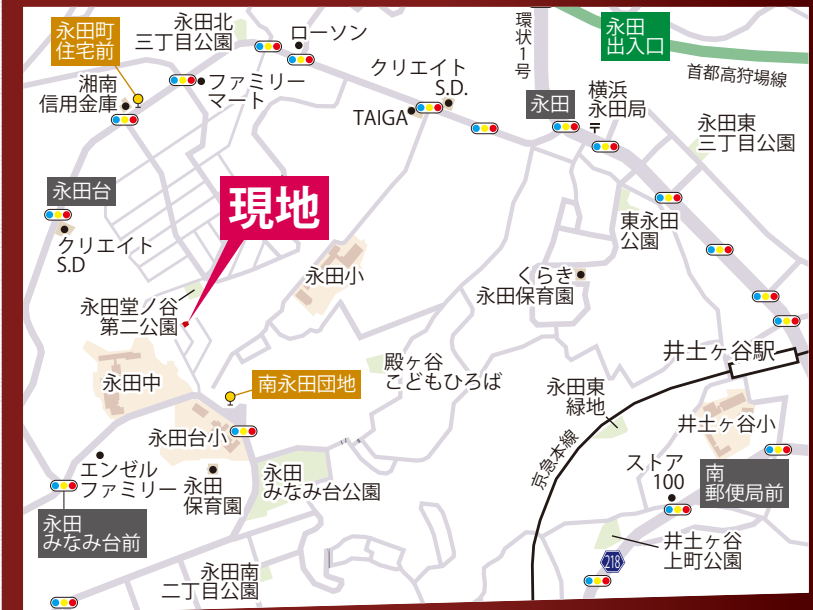 永田町
住宅前
永田北
三丁目公園
ローソン
環状1号
永田
出入口
首都高狩場線
湘南
信用金庫
ファミリー
マート
クリエイト
S.D.
TAIGA
永田
横浜
永田局
〒
永田東
三丁目公園
永田台
クリエイト
S.D
現地
東永田
公園
永田小
くらき
永田保育園
永田堂ノ谷
第二公園
井土ヶ谷駅
殿ヶ谷
こどもひろば
永田中
南永田団地
永田東
緑地
永田台小
井土ヶ谷小
京急本線
エンゼル
ファミリー
永田
保育園
永田
みなみ台公園
ストア
100
南
郵便局前
永田
みなみ台前
井土ヶ谷
上町公園
218
永田南
二丁目公園